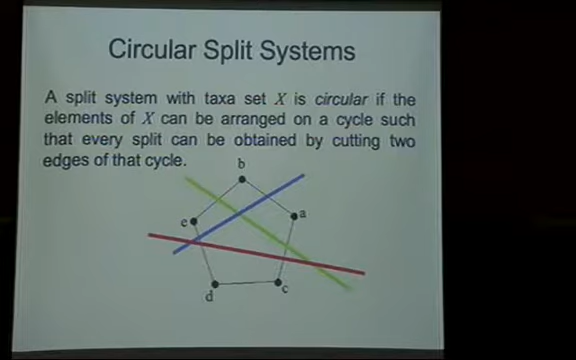 Circular Split Systems
A split system with taxa set X is circular if the
elements of X can be arranged on a cycle such
that every split can be obtained by cutting two
edges of that cycle.
b
a
e
d
c